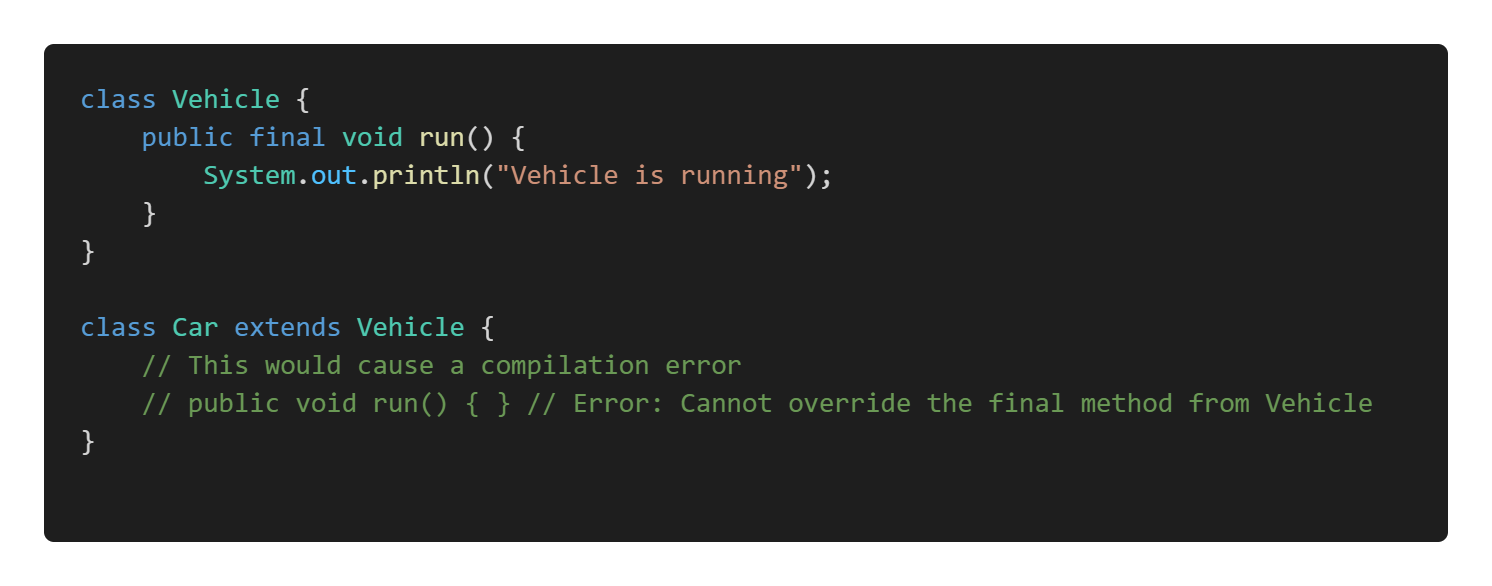 class Vehicle {
    public final void run() {
        System.out.println("Vehicle is running");
    }
}

class Car extends Vehicle {
    // This would cause a compilation error
    // public void run() { } // Error: Cannot override the final method from Vehicle
}